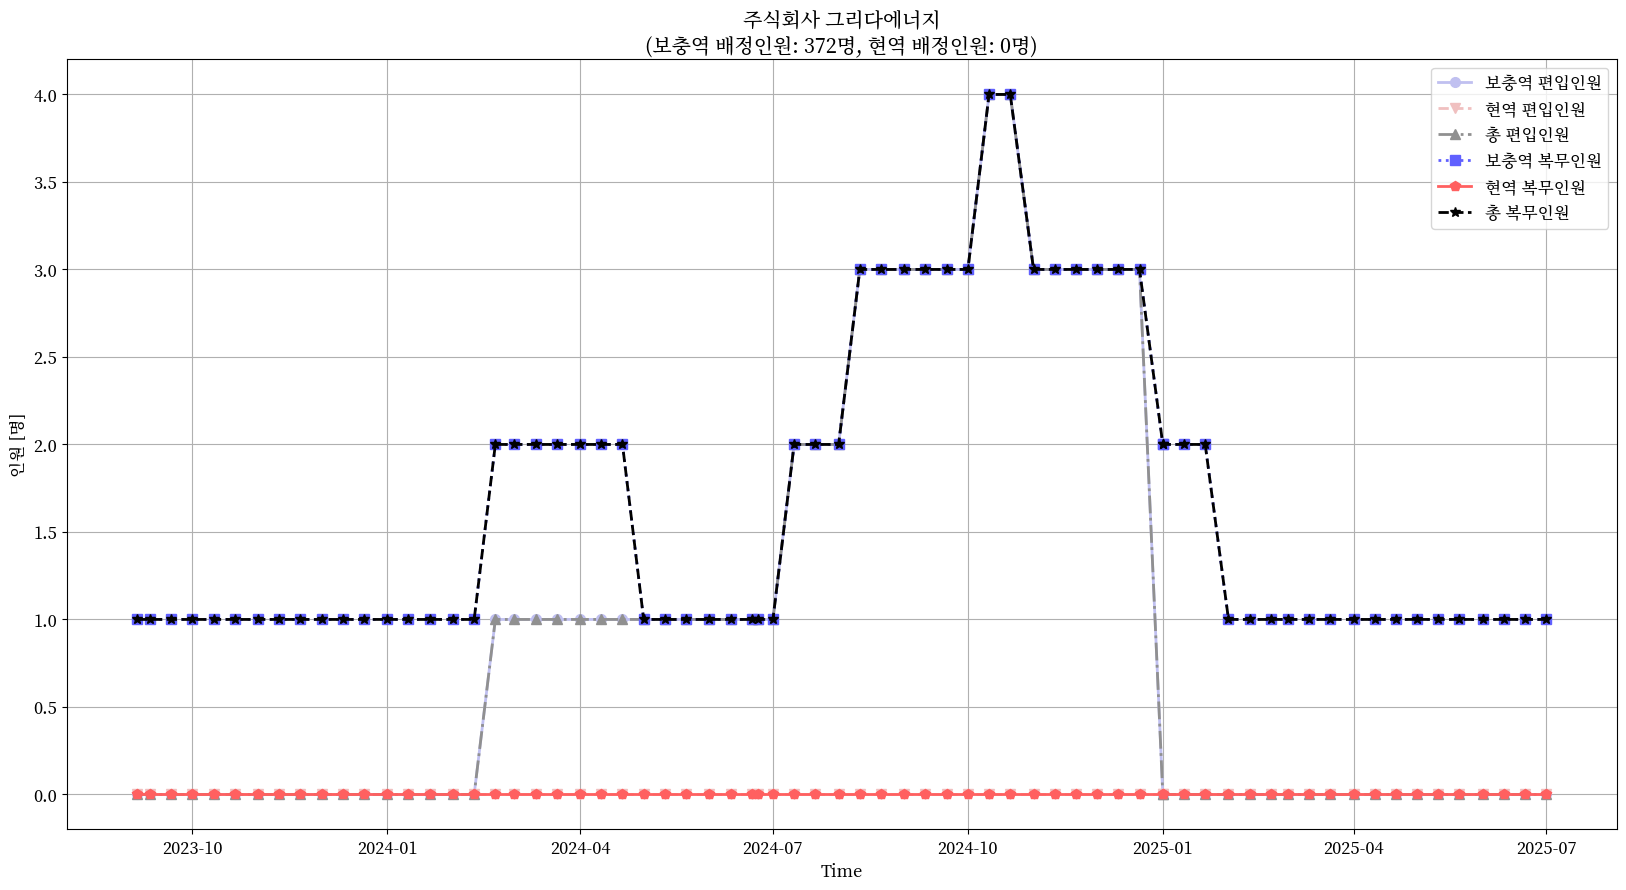 주식회사 그리다에너지
(보충역 배정인원: 372명, 현역 배정인원: 0명)
보충역 편입인원
현역 편입인원
총 편입인원
보충역 복무인원
현역 복무인원
총 복무인원
4.0
3.5
3.0
2.5
2.0
1.5
1.0
0.5
0.0
인원 [명]
2023-10
2024-01
2024-04
2024-07
2024-10
2025-01
2025-04
2025-07
Time